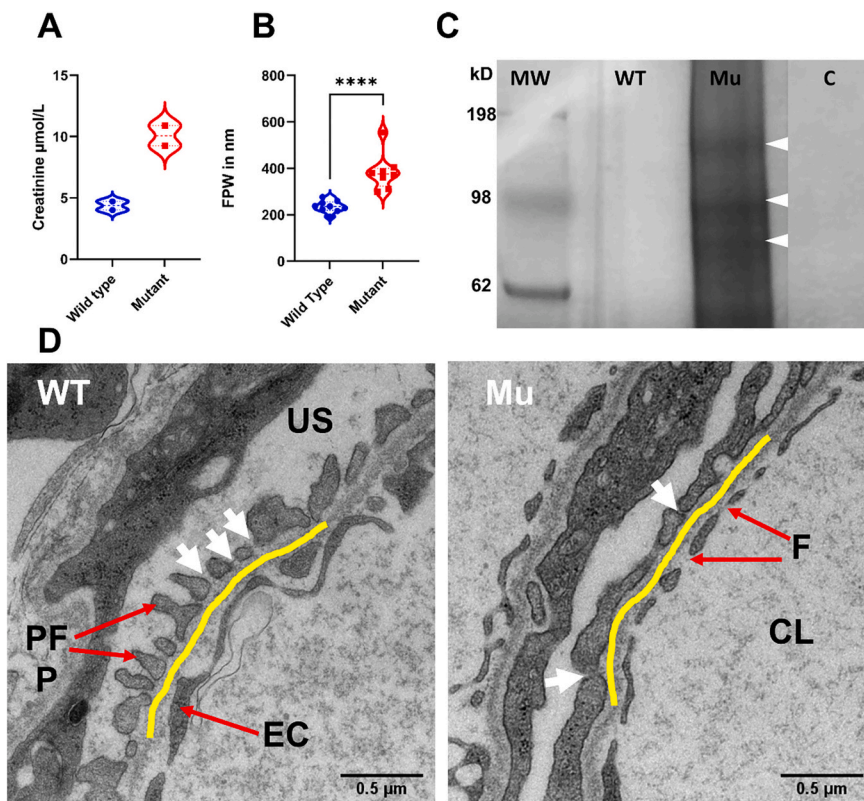 A
Creatinine μmol/L
15
10
5
0
Wild type
Mutant
B
FPW in nm
800
600
400
200
0
****
Wild Type
Mutant
C
kD
MW
WT
Mu
C
198
98
62
D
WT
US
PF
P
EC
0.5 μm
Mu
F
CL
0.5 μm